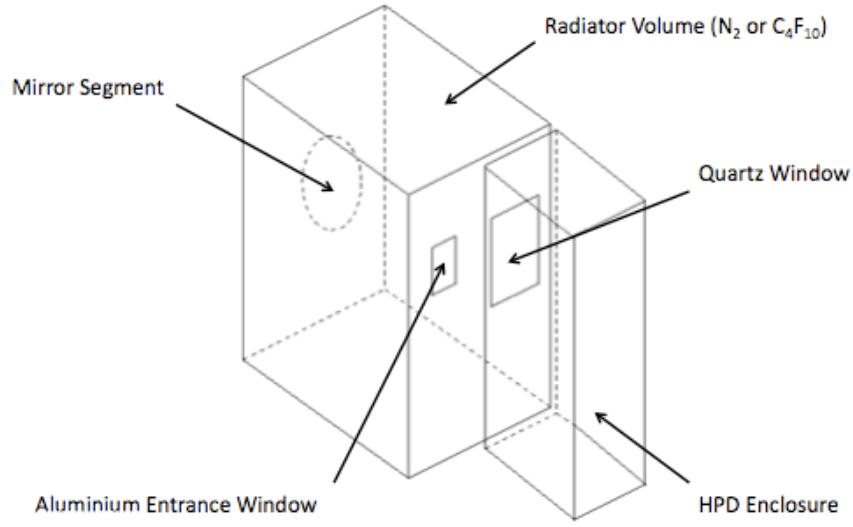 Radiator Volume (N₂ or C₄F₁₀)
Mirror Segment
Quartz Window
Aluminium Entrance Window
HPD Enclosure